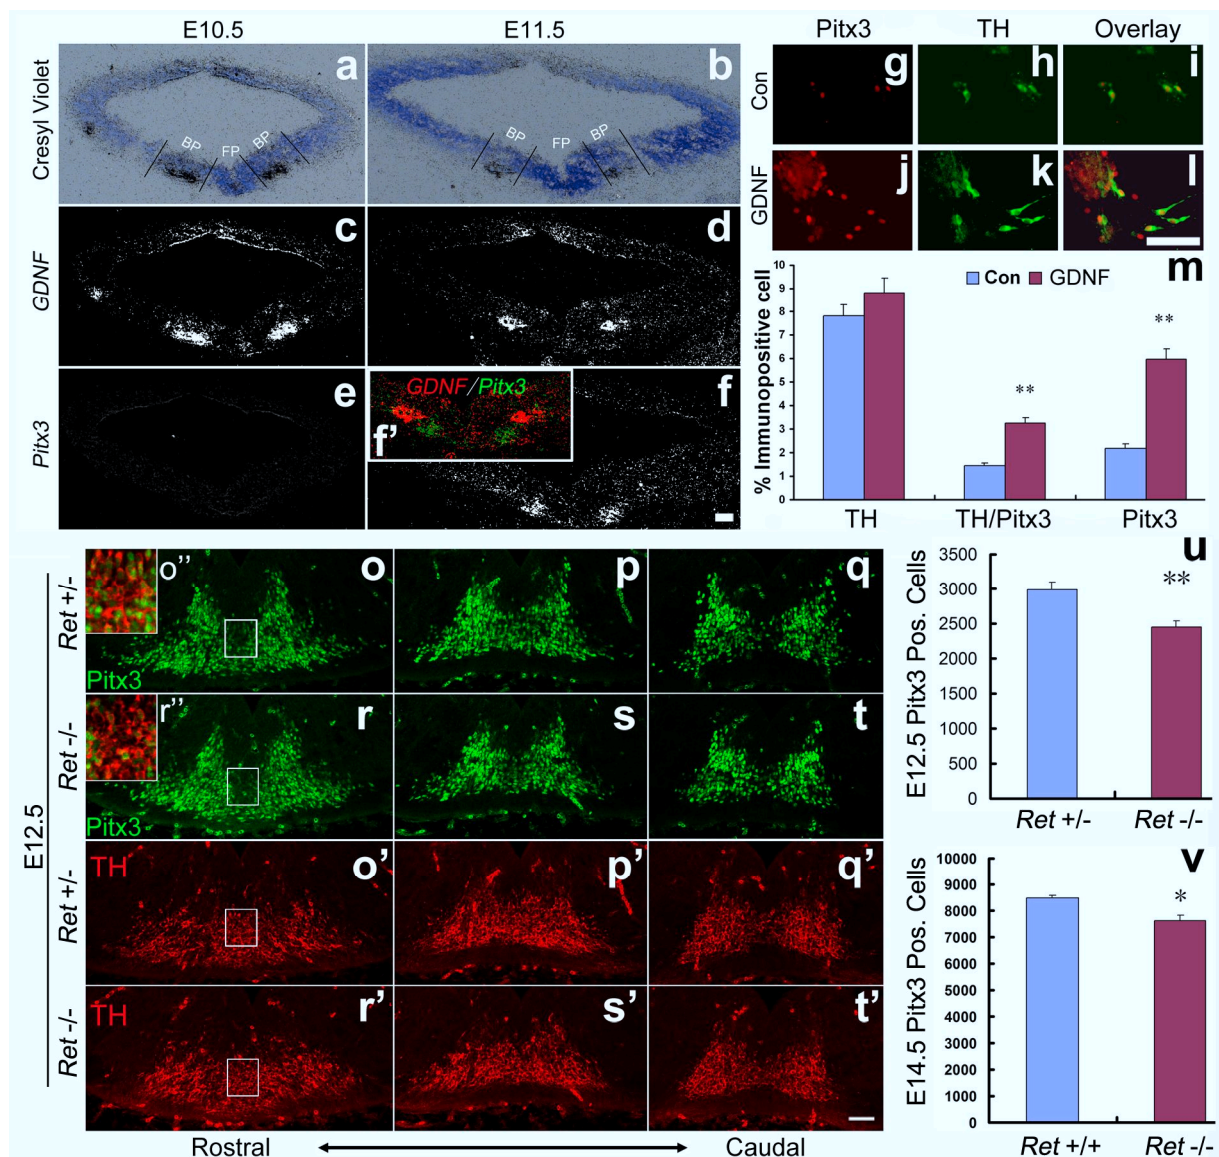 E10.5 E11.5
Cresyl Violet
a
BP FP BP
b
BP FP BP
GDNF
c
d
Pitx3
e
GDNF/Pitx3
f'
f
Pitx3 TH Overlay
Con
g
h
i
GDNF
j
k
l
m
Con GDNF
% Immunopositive cell
10
9
8
7
6
5
4
3
2
1
0
**
**
TH TH/Pitx3 Pitx3
E12.5
Ret +/-
o''
o
Pitx3
p
q
Ret -/-
r''
r
Pitx3
s
t
Ret +/-
TH
o'
p'
q'
Ret -/-
TH
r'
s'
t'
Rostral Caudal
u
E12.5 Pitx3 Pos. Cells
3500
3000
2500
2000
1500
1000
500
0
**
Ret +/- Ret -/-
v
E14.5 Pitx3 Pos. Cells
10000
9000
8000
7000
6000
5000
4000
3000
2000
1000
0
*
Ret +/+ Ret -/-